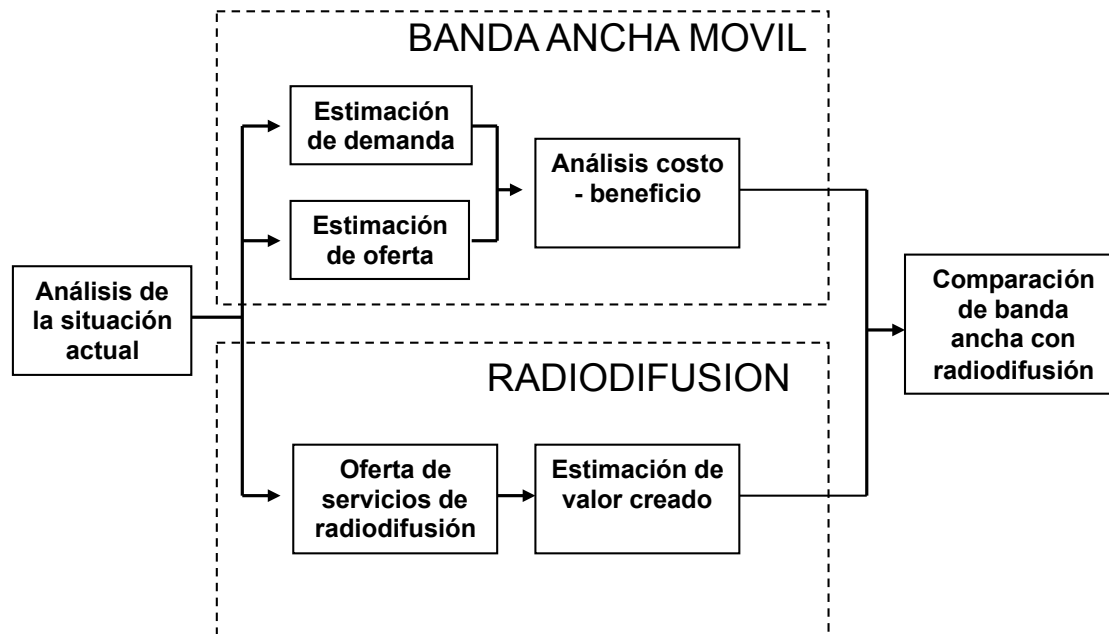 BANDA ANCHA MOVIL
Estimación
de demanda
Análisis costo
- beneficio
Estimación
de oferta
Análisis de
la situación
actual
Comparación
de banda
ancha con
radiodifusión
RADIODIFUSION
Oferta de
servicios de
radiodifusión
Estimación de
valor creado